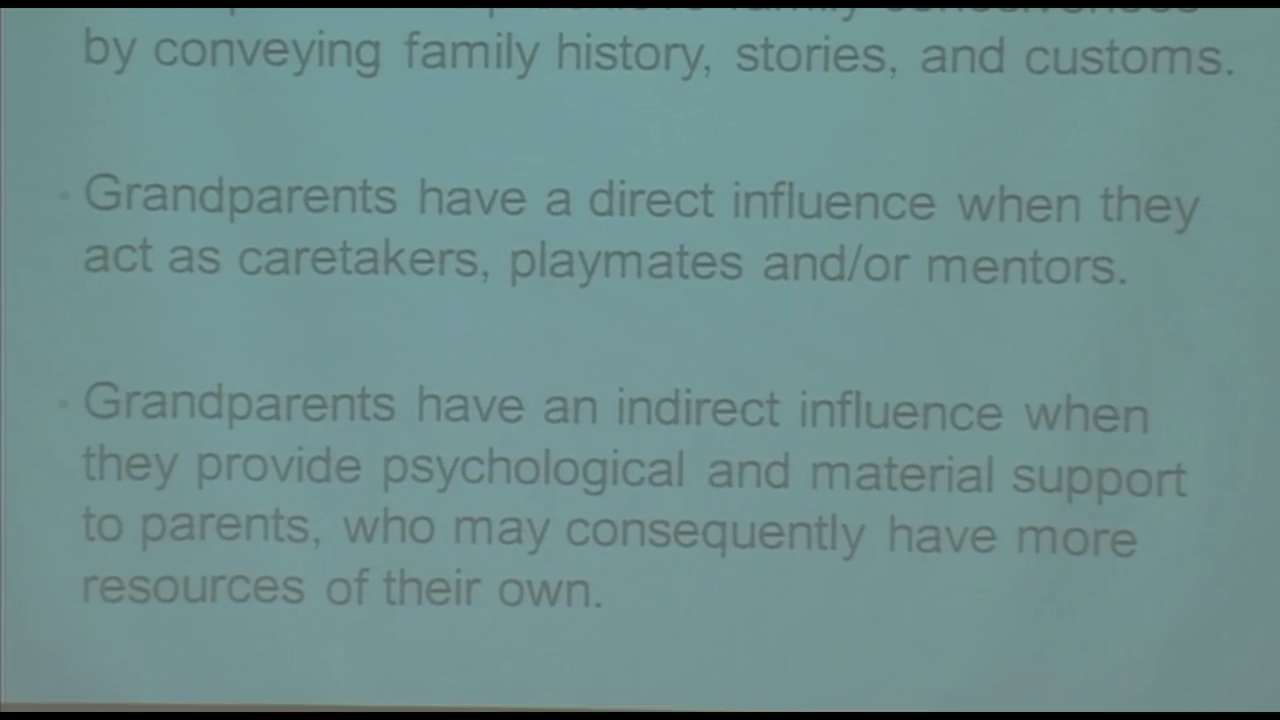 by conveying family history, stories, and customs.
· Grandparents have a direct influence when they
act as caretakers, playmates and/or mentors.
· Grandparents have an indirect influence when
they provide psychological and material support
to parents, who may consequently have more
resources of their own.